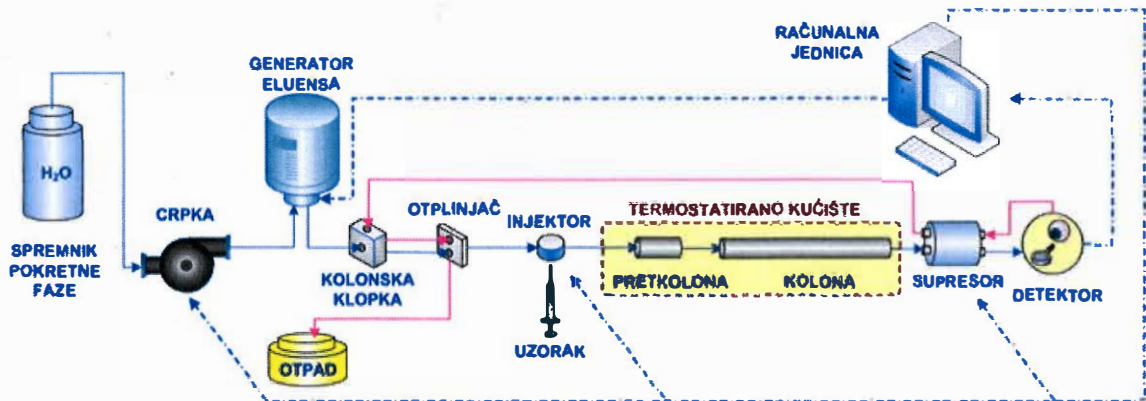 RAČUNALNA
JEDNICA
GENERATOR
ELUENSA
H₂O
CRPKA
OTPLINJAČ
INJEKTOR
TERMOSTATIRANO KUĆIŠTE
SPREMNIK
POKRETNE
FAZE
KOLONSKA
KLOPKA
PRETKOLONA
KOLONA
SUPRESOR
DETEKTOR
UZORAK
OTPAD